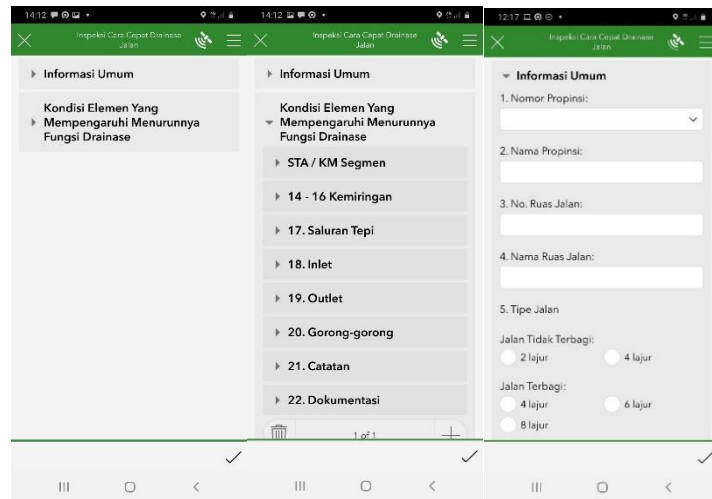 14:12
Inspeksi Cara Cepat Drainase
Jalan
Informasi Umum
Kondisi Elemen Yang
Mempengaruhi Menurunnya
Fungsi Drainase
14:12
Inspeksi Cara Cepat Drainase
Jalan
Informasi Umum
Kondisi Elemen Yang
Mempengaruhi Menurunnya
Fungsi Drainase
STA / KM Segmen
14 - 16 Kemiringan
17. Saluran Tepi
18. Inlet
19. Outlet
20. Gorong-gorong
21. Catatan
22. Dokumentasi
1 of 1
12:17
Inspeksi Cara Cepat Drainase
Jalan
Informasi Umum
1. Nomor Propinsi:
2. Nama Propinsi:
3. No. Ruas Jalan:
4. Nama Ruas Jalan:
5. Tipe Jalan
Jalan Tidak Terbagi:
2 lajur 4 lajur
Jalan Terbagi:
4 lajur 6 lajur
8 lajur